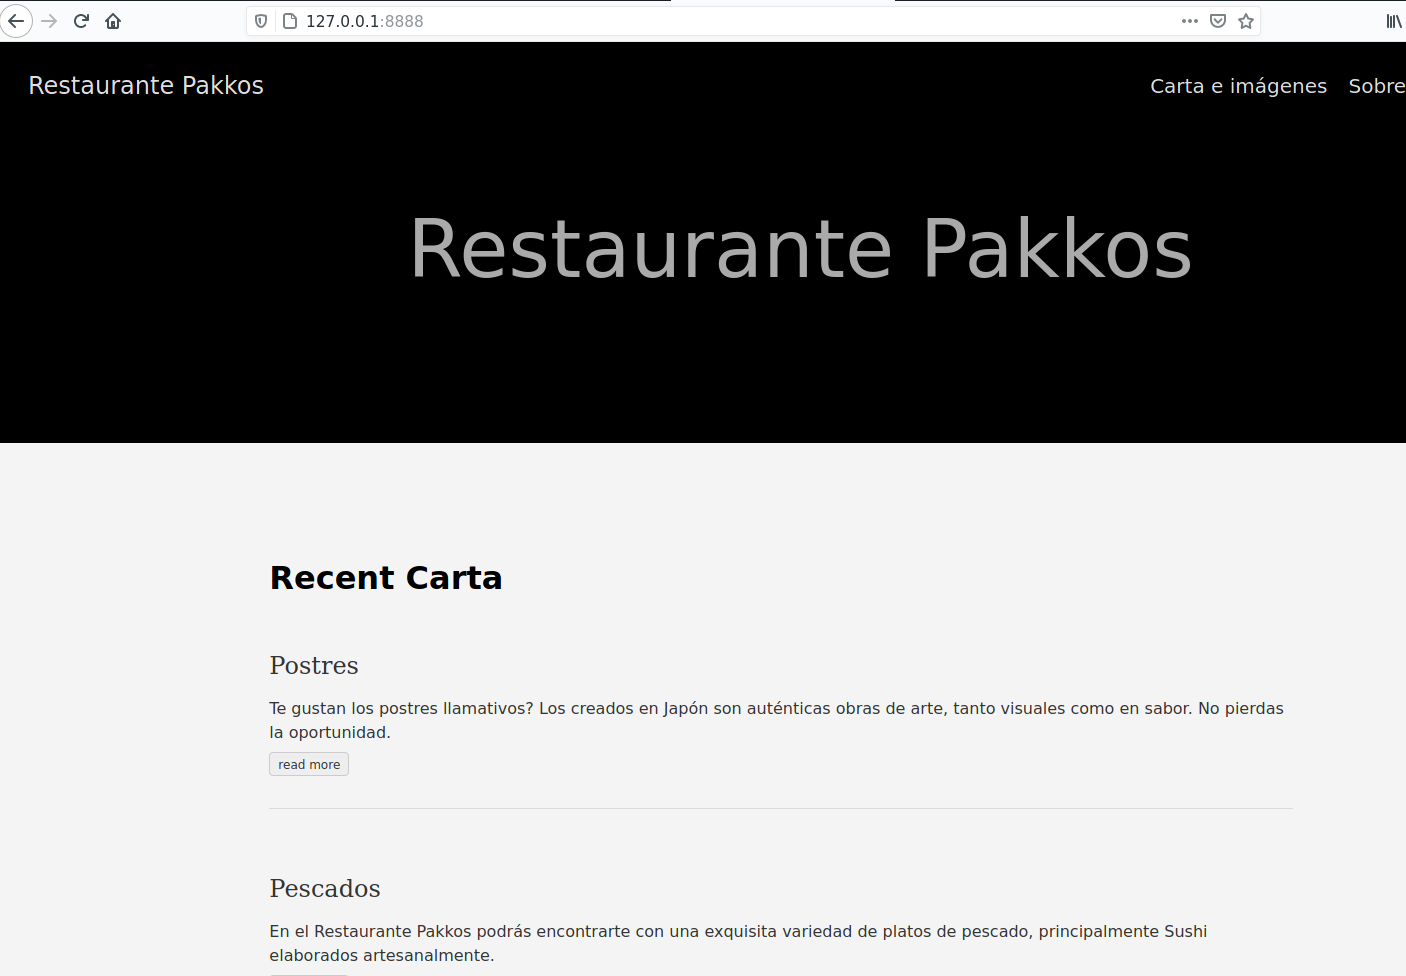 127.0.0.1:8888
Restaurante Pakkos
Carta e imágenes Sobre
Restaurante Pakkos
Recent Carta
Postres
Te gustan los postres llamativos? Los creados en Japón son auténticas obras de arte, tanto visuales como en sabor. No pierdas
la oportunidad.
read more
Pescados
En el Restaurante Pakkos podrás encontrarte con una exquisita variedad de platos de pescado, principalmente Sushi
elaborados artesanalmente.